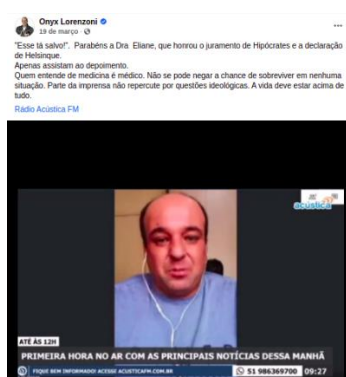 Onyx Lorenzoni
19 de março ·
"Esse tá salvo!". Parabéns a Dra Eliane, que honrou o juramento de Hipócrates e a declaração
de Helsinque.
Apenas assistam ao depoimento.
Quem entende de medicina é médico. Não se pode negar a chance de sobreviver em nenhuma
situação. Parte da imprensa não repercute por questões ideológicas. A vida deve estar acima de
tudo.
Rádio Acústica FM
acústica
ATÉ ÀS 12H
PRIMEIRA HORA NO AR COM AS PRINCIPAIS NOTÍCIAS DESSA MANHÃ
FIQUE BEM INFORMADO! ACESSE ACUSTICAFM.COM.BR
51 986369700 09:27